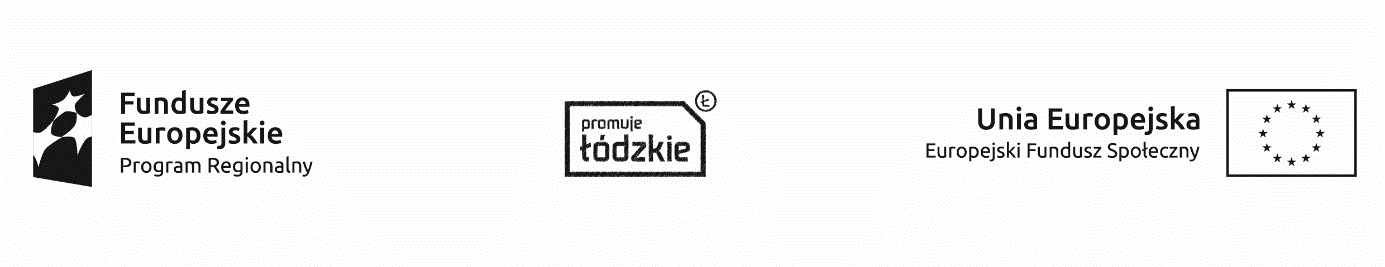 Fundusze
Europejskie
Program Regionalny
promuje
łódzkie
Ł
Unia Europejska
Europejski Fundusz Społeczny